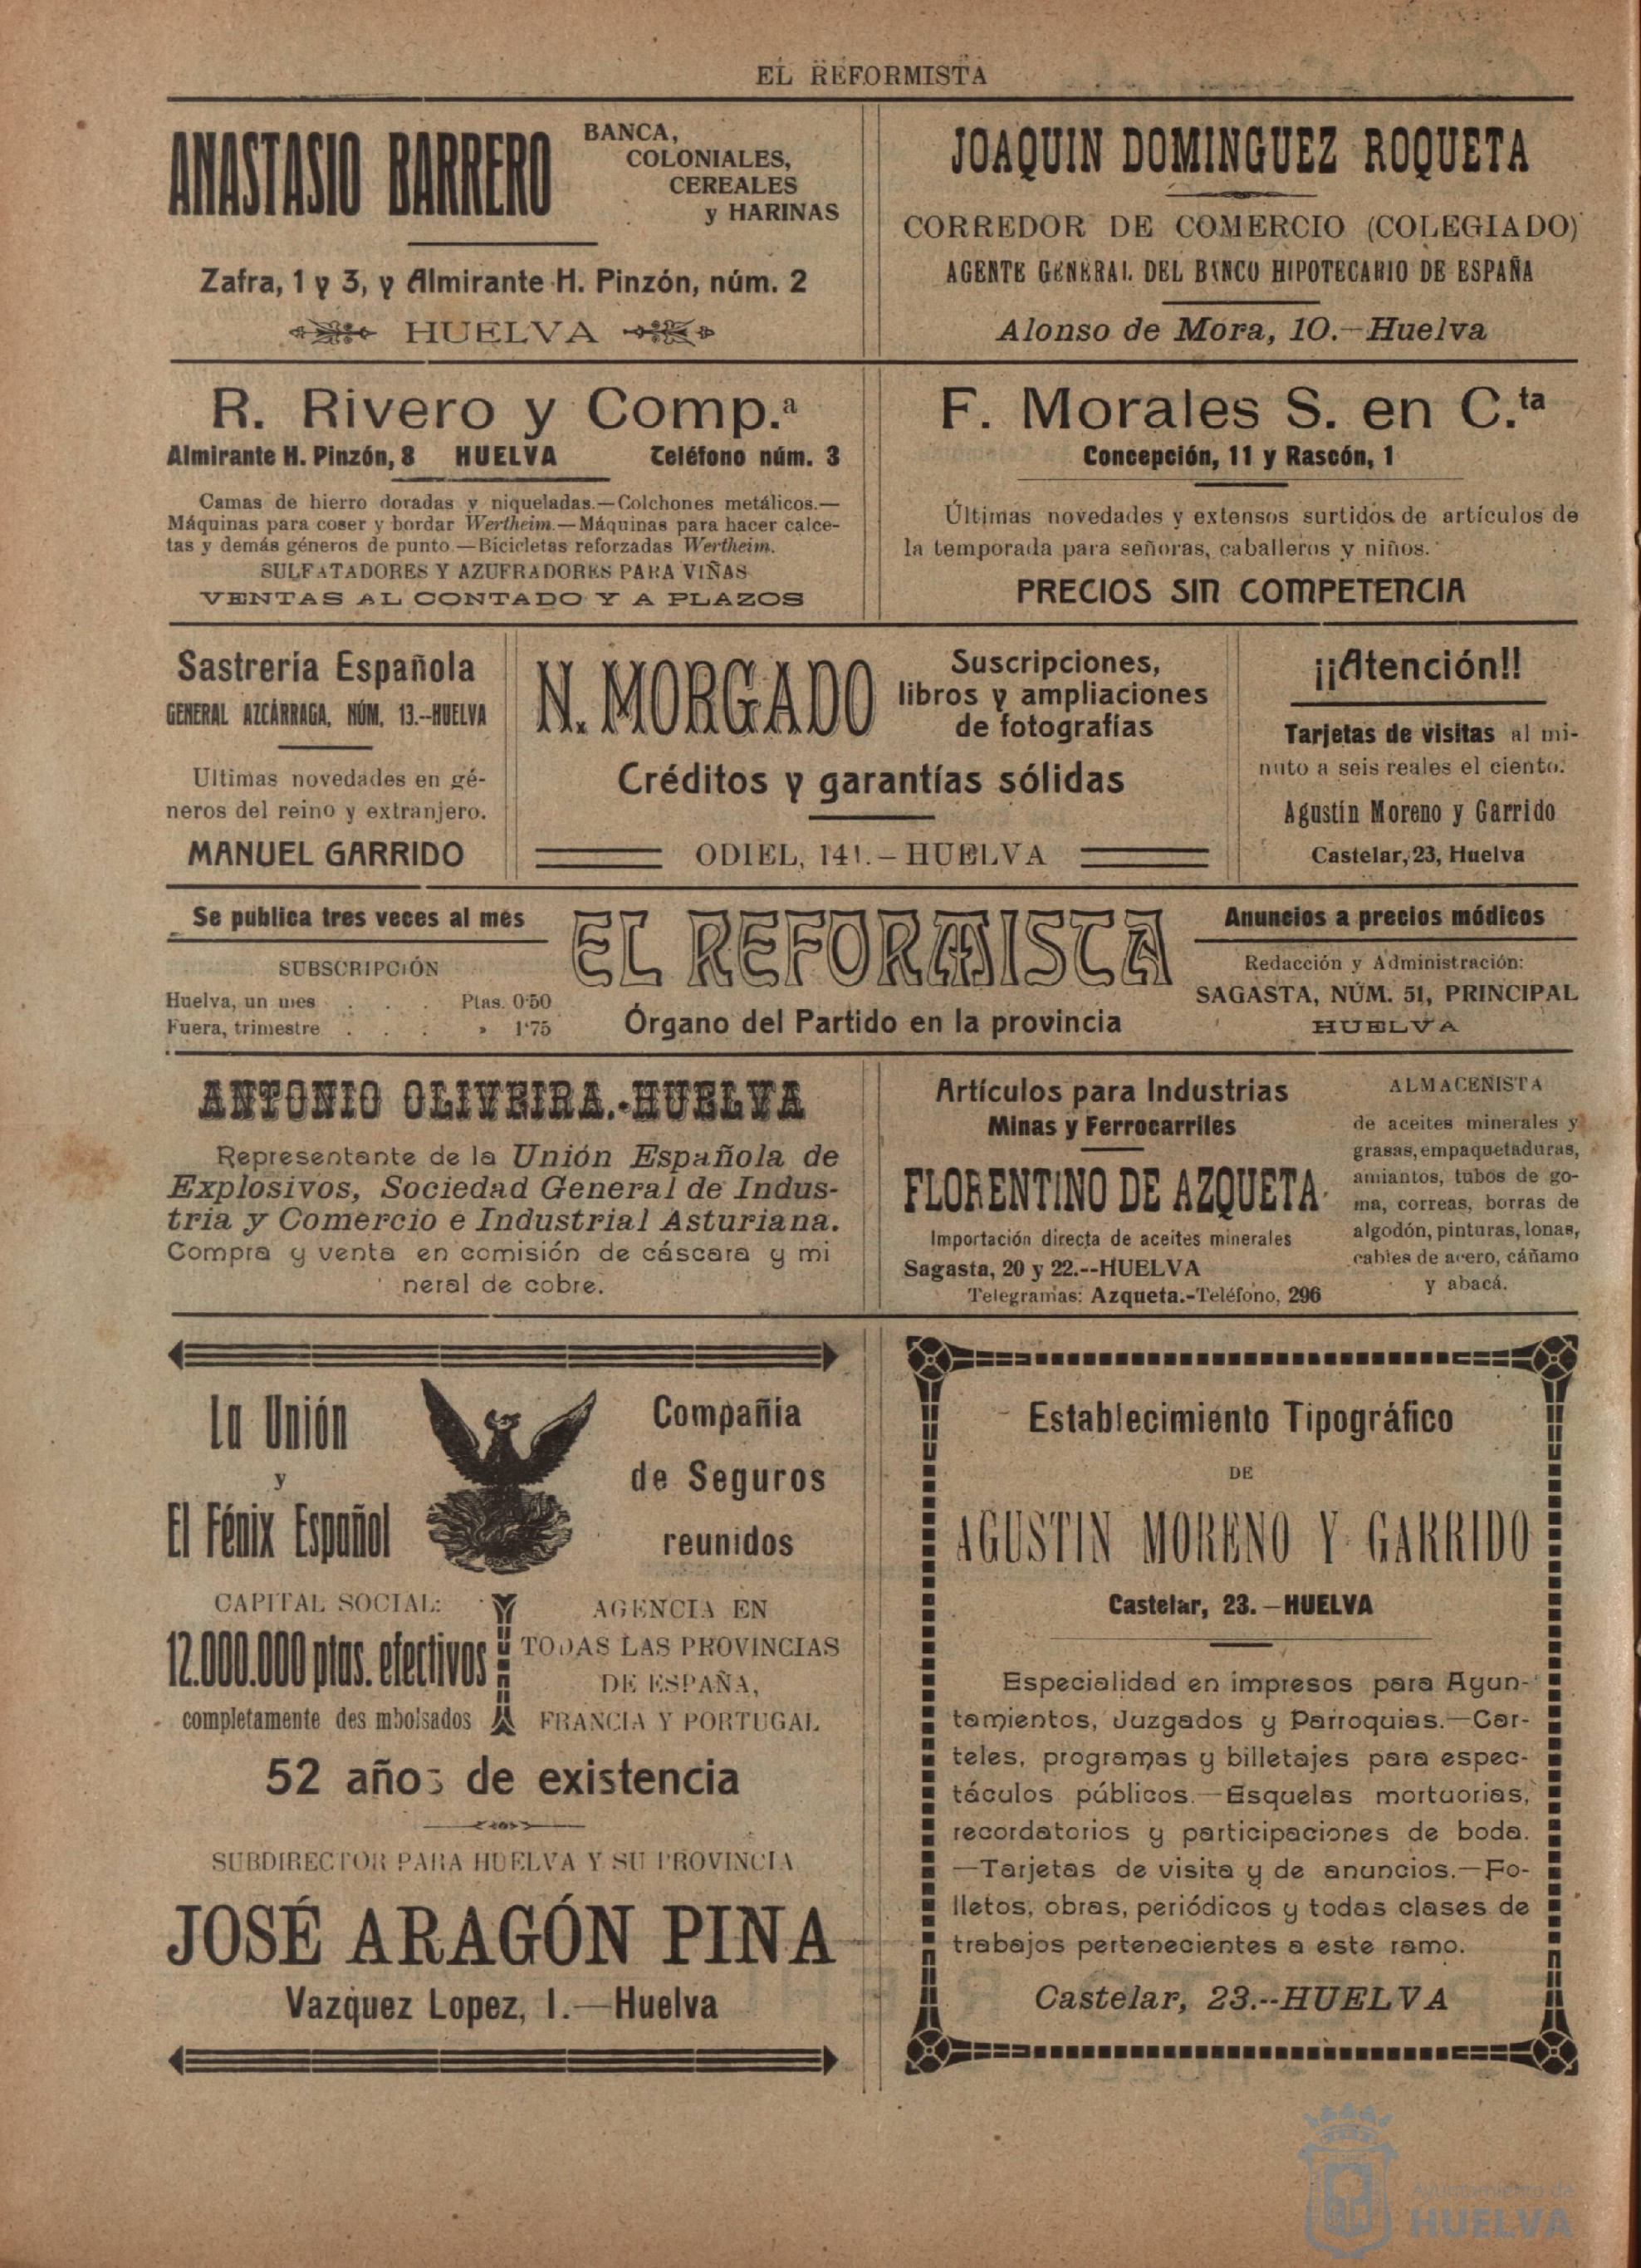 EL REFORMISTA
ANASTASIO BARRERO
BANCA,
COLONIALES,
CEREALES
y HARINAS
Zafra, 1 y 3, y Almirante H. Pinzón, núm. 2
HUELVA
JOAQUIN DOMINGUEZ ROQUETA
CORREDOR DE COMERCIO (COLEGIADO)
AGENTE GENERAL DEL BANCO HIPOTECARIO DE ESPAÑA
Alonso de Mora, 10.—Huelva
R. Rivero y Comp.ª
Almirante H. Pinzón, 8 HUELVA Teléfono núm. 3
Camas de hierro doradas y niqueladas.—Colchones metálicos.—
Máquinas para coser y bordar Wertheim.—Máquinas para hacer calce-
tas y demás géneros de punto.—Bicicletas reforzadas Wertheim.
SULFATADORES Y AZUFRADORES PARA VIÑAS
VENTAS AL CONTADO Y A PLAZOS
F. Morales S. en C.ta
Concepción, 11 y Rascón, 1
Últimas novedades y extensos surtidos de artículos de
la temporada para señoras, caballeros y niños.
PRECIOS SIN COMPETENCIA
Sastrería Española
GENERAL AZCÁRRAGA, NÚM. 13.--HUELVA
Ultimas novedades en gé-
neros del reino y extranjero.
MANUEL GARRIDO
N. MORGADO
Suscripciones,
libros y ampliaciones
de fotografías
Créditos y garantías sólidas
ODIEL, 141.—HUELVA
¡¡Atención!!
Tarjetas de visitas al mi-
nuto a seis reales el ciento.
Agustín Moreno y Garrido
Castelar, 23, Huelva
Se publica tres veces al mes
SUBSCRIPCIÓN
Huelva, un mes . . . Ptas. 0'50
Fuera, trimestre . . . » 1'75
EL REFORMISTA
Órgano del Partido en la provincia
Anuncios a precios módicos
Redacción y Administración:
SAGASTA, NÚM. 51, PRINCIPAL
HUELVA
ANTONIO OLIVEIRA.-HUELVA
Representante de la Unión Española de
Explosivos, Sociedad General de Indus-
tria y Comercio e Industrial Asturiana.
Compra y venta en comisión de cáscara y mi
neral de cobre.
Artículos para Industrias
Minas y Ferrocarriles
FLORENTINO DE AZQUETA
Importación directa de aceites minerales
Sagasta, 20 y 22.--HUELVA
Telegramas: Azqueta.-Teléfono, 296
ALMACENISTA
de aceites minerales y
grasas, empaquetaduras,
amiantos, tubos de go-
ma, correas, borras de
algodón, pinturas, lonas,
cables de acero, cáñamo
y abacá.
La Unión
y
El Fénix Español
Compañia
de Seguros
reunidos
CAPITAL SOCIAL:
12.000.000 ptas. efectivos
completamente des mbolsados
AGENCIA EN
TODAS LAS PROVINCIAS
DE ESPAÑA,
FRANCIA Y PORTUGAL
52 años de existencia
SUBDIRECTOR PARA HUELVA Y SU PROVINCIA
JOSÉ ARAGÓN PINA
Vazquez Lopez, 1.—Huelva
Establecimiento Tipográfico
DE
AGUSTIN MORENO Y GARRIDO
Castelar, 23.—HUELVA
Especialidad en impresos para Ayun-
tamientos, Juzgados y Parroquias.—Car-
teles, programas y billetajes para espec-
táculos públicos.—Esquelas mortuorias,
recordatorios y participaciones de boda.
—Tarjetas de visita y de anuncios.—Fo-
lletos, obras, periódicos y todas clases de
trabajos pertenecientes a este ramo.
Castelar, 23.--HUELVA
Ayuntamiento de
HUELVA